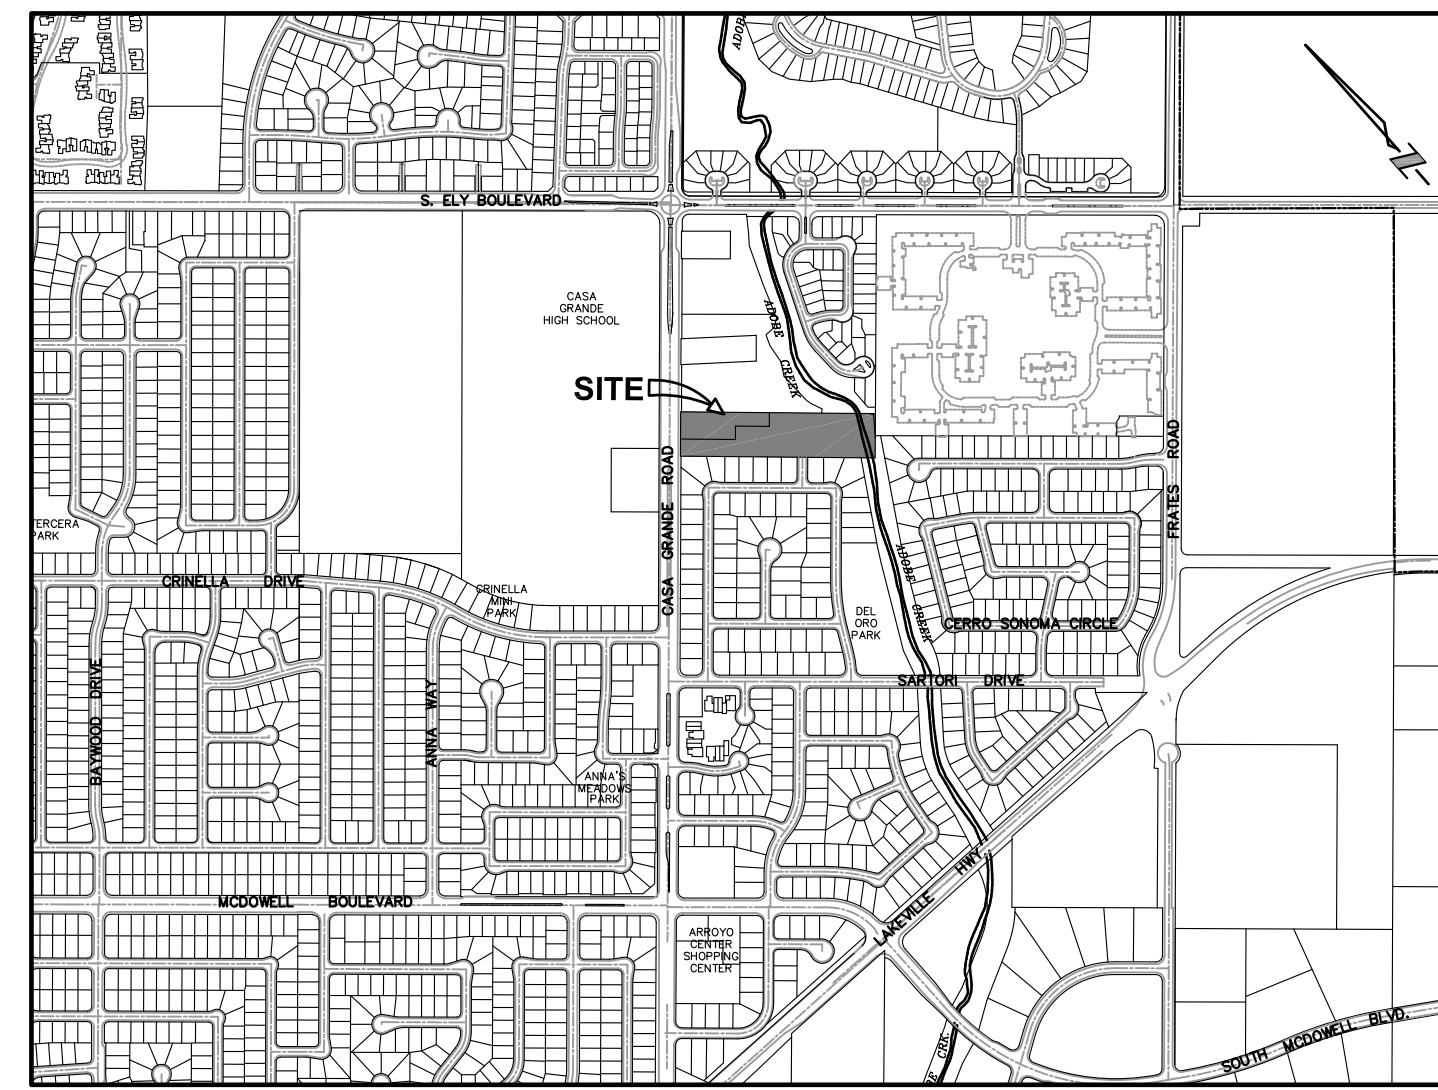 ADOBE
S. ELY BOULEVARD
CASA
GRANDE
HIGH SCHOOL
ADOBE
CREEK
SITE
CASA GRANDE ROAD
FRATES ROAD
TERCERA
PARK
CRINELLA DRIVE
CRINELLA
MINI
PARK
ADOBE
CREEK
DEL
ORO
PARK
CERRO SONOMA CIRCLE
SARTORI DRIVE
BAYWOOD DRIVE
ANNA WAY
ANNA'S
MEADOWS
PARK
LAKEVILLE HWY
MCDOWELL BOULEVARD
ARROYO
CENTER
SHOPPING
CENTER
CRK.
SOUTH MCDOWELL BLVD.
Z